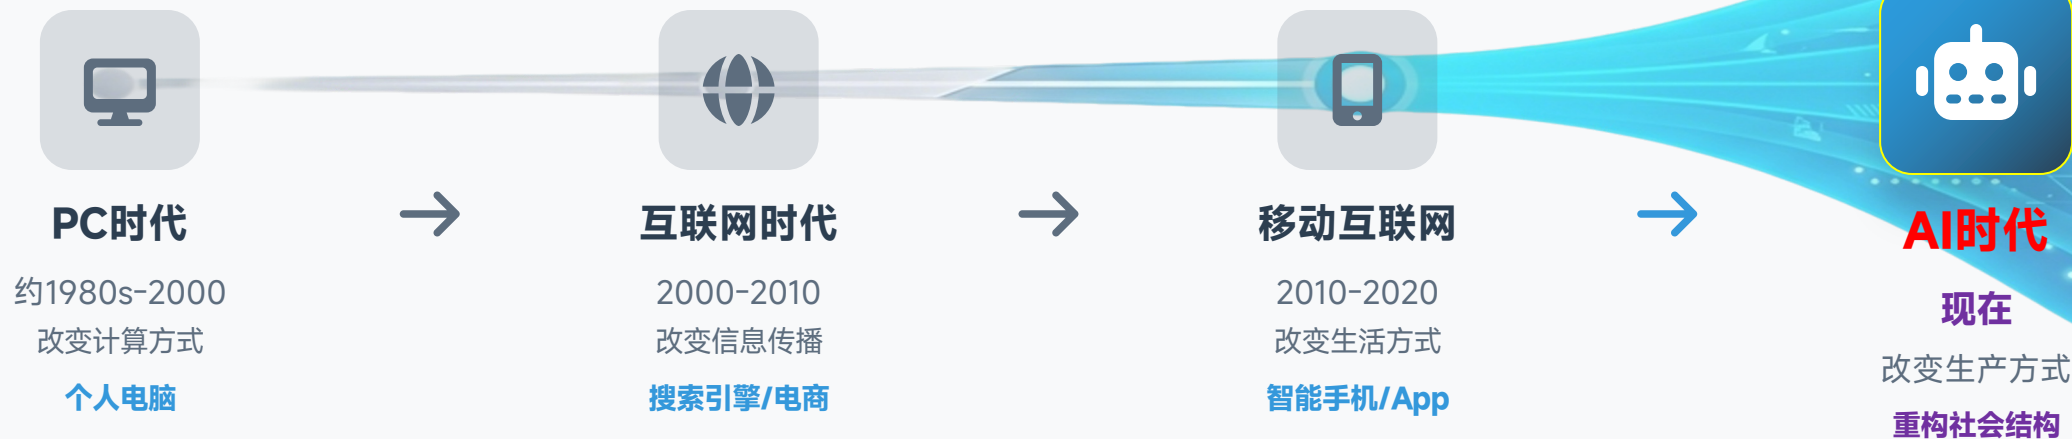 PC时代
约1980s-2000
改变计算方式
个人电脑
互联网时代
2000-2010
改变信息传播
搜索引擎/电商
移动互联网
2010-2020
改变生活方式
智能手机/App
AI时代
现在
改变生产方式
重构社会结构